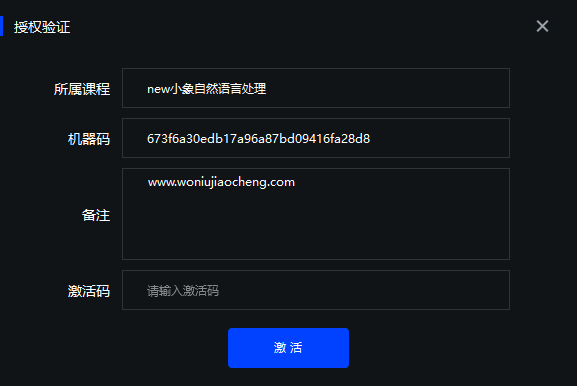 授权验证
所属课程 new小象自然语言处理
机器码 673f6a30edb17a96a87bd09416fa28d8
备注 www.woniujiaocheng.com
激活码 请输入激活码
激 活